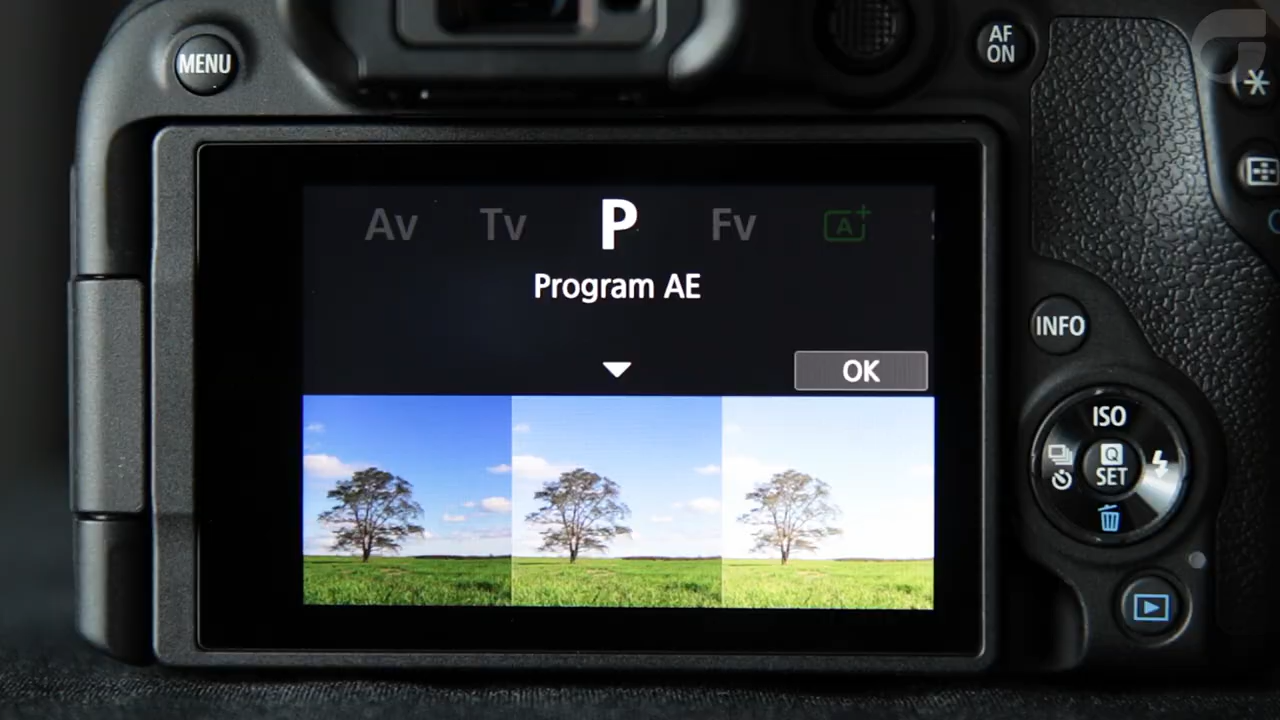 MENU
AF
ON
Av Tv P Fv A+
Program AE
OK
INFO
ISO
Q
SET